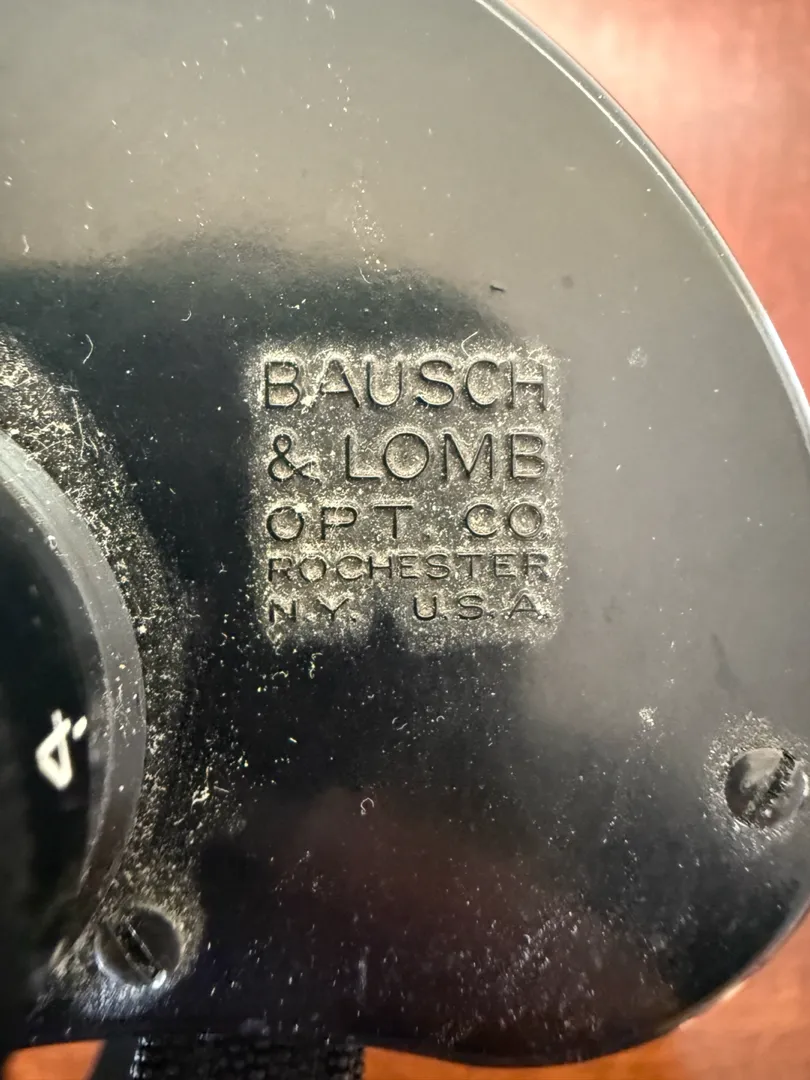 BAUSCH
& LOMB
OPT. CO
ROCHESTER
N.Y. U.S.A.